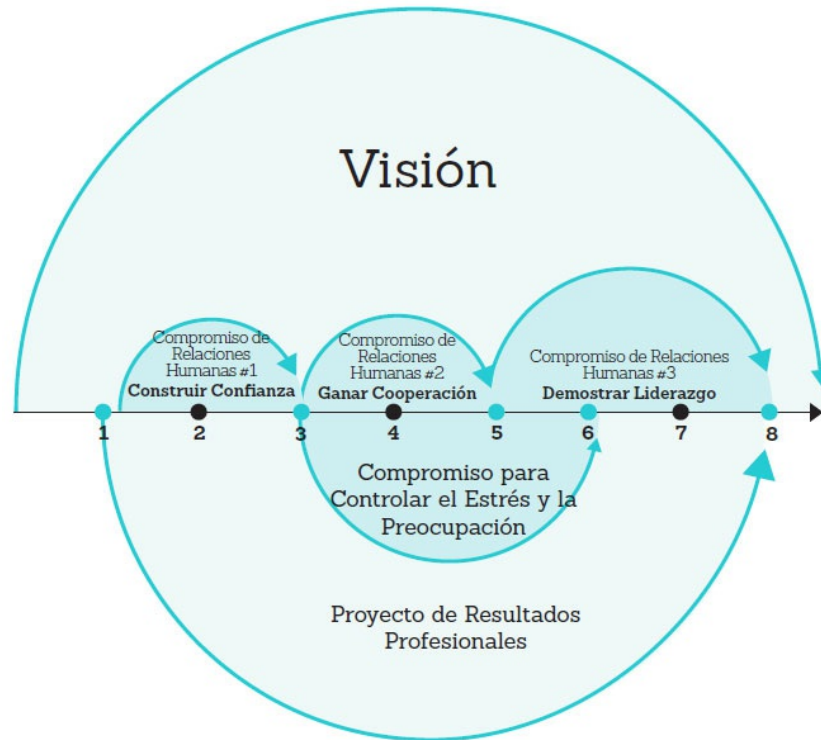 Visión
Compromiso de
Relaciones
Humanas #1
Construir Confianza
Compromiso de
Relaciones
Humanas #2
Ganar Cooperación
Compromiso de Relaciones
Humanas #3
Demostrar Liderazgo
1 2 3 4 5 6 7 8
Compromiso para
Controlar el Estrés y la
Preocupación
Proyecto de Resultados
Profesionales